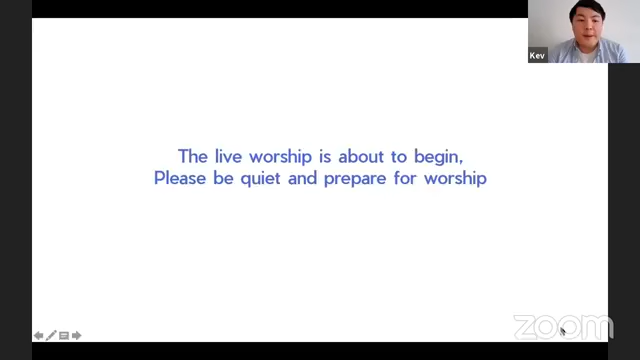 Kev
The live worship is about to begin,
Please be quiet and prepare for worship
zoom